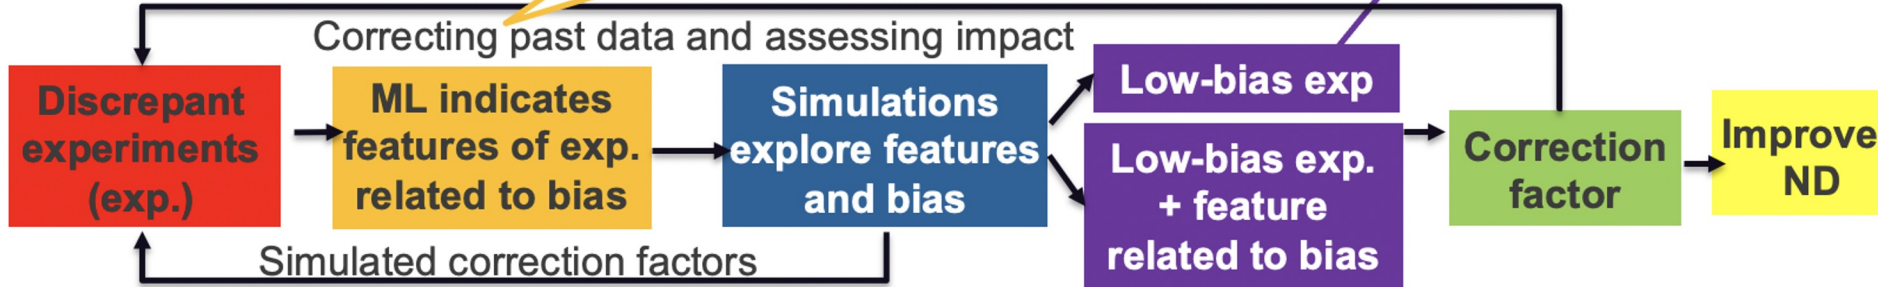 Correcting past data and assessing impact
Discrepant
experiments
(exp.)
ML indicates
features of exp.
related to bias
Simulations
explore features
and bias
Low-bias exp
Low-bias exp.
+ feature
related to bias
Correction
factor
Improve
ND
Simulated correction factors